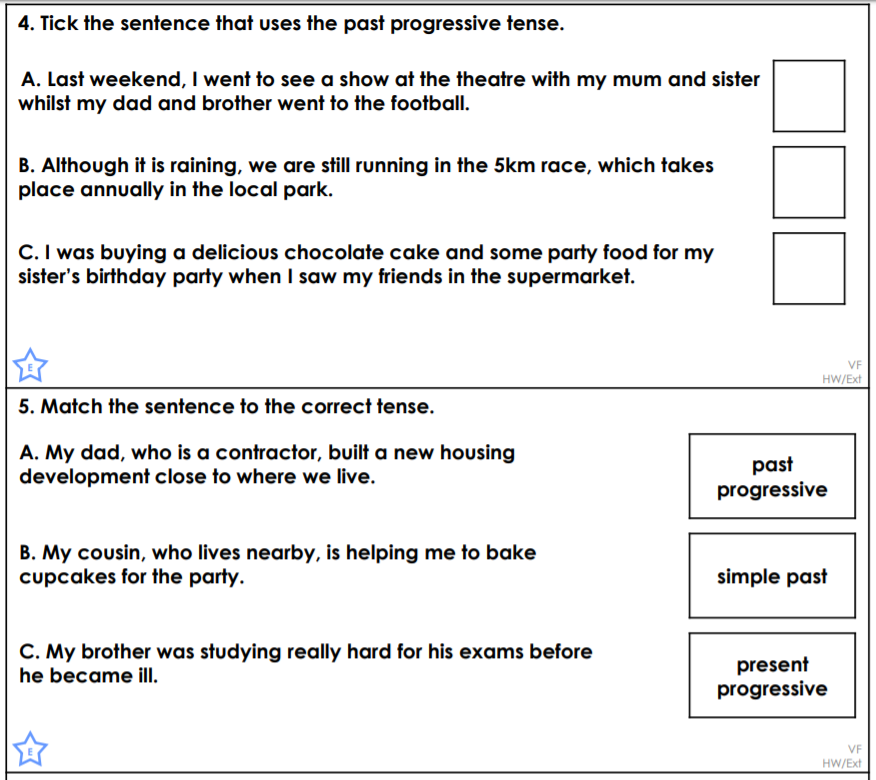 4. Tick the sentence that uses the past progressive tense.
A. Last weekend, I went to see a show at the theatre with my mum and sister
whilst my dad and brother went to the football.
B. Although it is raining, we are still running in the 5km race, which takes
place annually in the local park.
C. I was buying a delicious chocolate cake and some party food for my
sister's birthday party when I saw my friends in the supermarket.
E
VF
HW/Ext
5. Match the sentence to the correct tense.
A. My dad, who is a contractor, built a new housing
development close to where we live.
past
progressive
B. My cousin, who lives nearby, is helping me to bake
cupcakes for the party.
simple past
C. My brother was studying really hard for his exams before
he became ill.
present
progressive
E
VF
HW/Ext